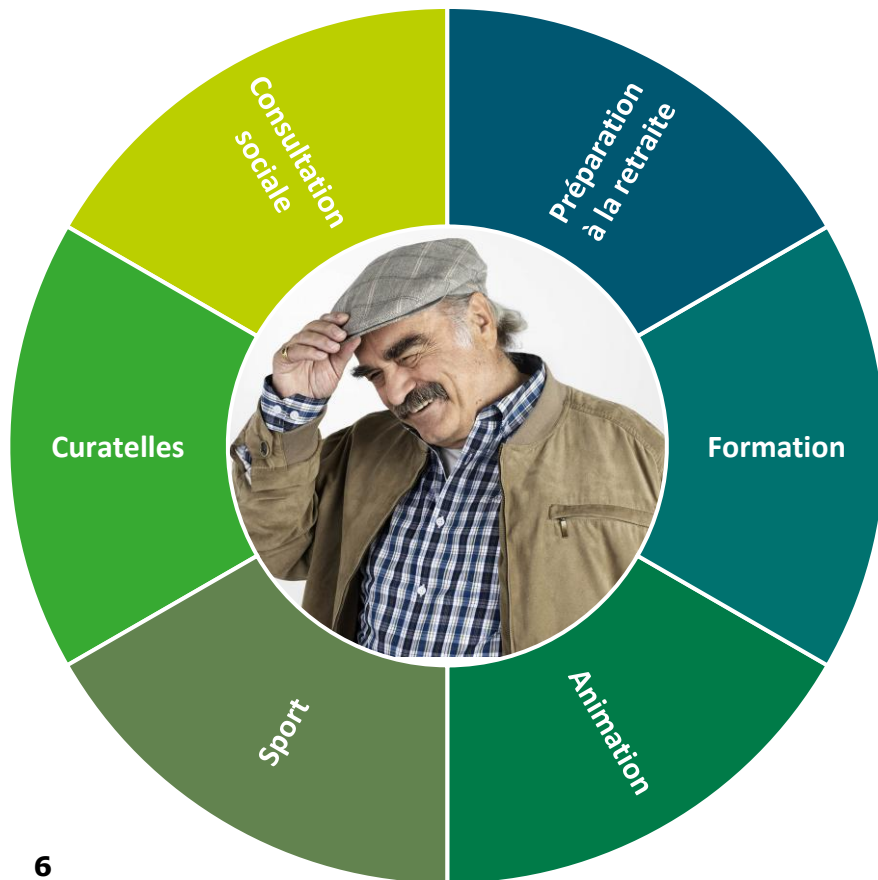 Consultation
sociale
Préparation
à la retraite
Curatelles
Formation
Sport
Animation
6